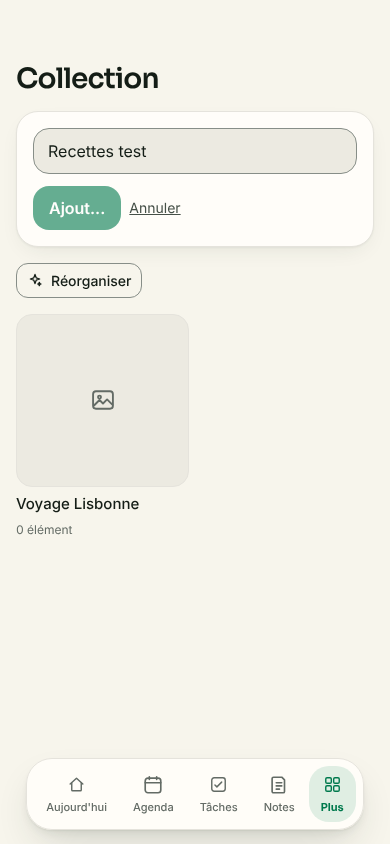 Collection
Recettes test
Ajout...
Annuler
Réorganiser
Voyage Lisbonne
0 élément
Aujourd'hui
Agenda
Tâches
Notes
Plus